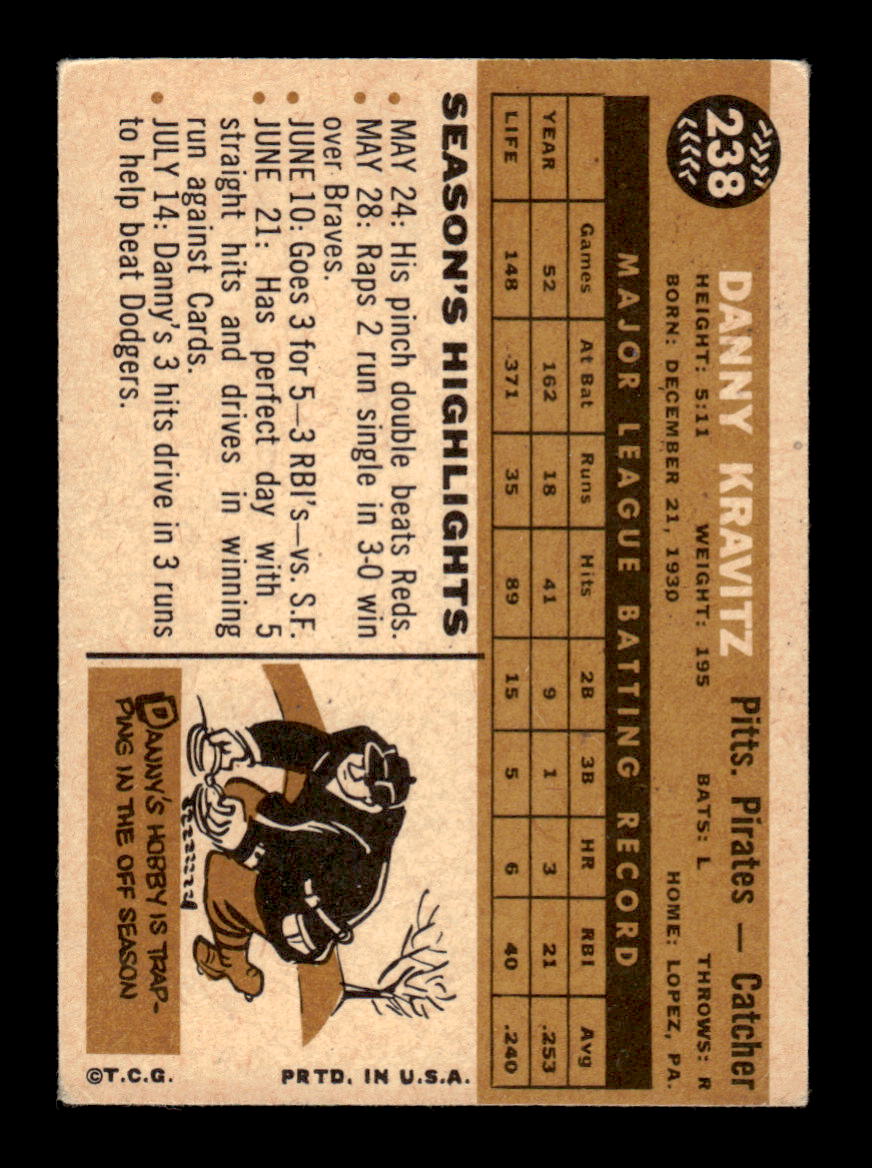 238
DANNY KRAVITZ Pitts. Pirates — Catcher
HEIGHT: 5:11 WEIGHT: 195 BATS: L THROWS: R
BORN: DECEMBER 21, 1930 HOME: LOPEZ, PA.
MAJOR LEAGUE BATTING RECORD
Games At Bat Runs Hits 2B 3B HR RBI Avg
YEAR 52 162 18 41 9 1 3 21 .253
LIFE 148 371 35 89 15 5 6 40 .240
SEASON'S HIGHLIGHTS
• MAY 24: His pinch double beats Reds.
• MAY 28: Raps 2 run single in 3-0 win
over Braves.
• JUNE 10: Goes 3 for 5—3 RBI's—vs. S.F.
• JUNE 21: Has perfect day with 5
straight hits and drives in winning
run against Cards.
• JULY 14: Danny's 3 hits drive in 3 runs
to help beat Dodgers.
DANNY'S HOBBY IS TRAP-
PING IN THE OFF SEASON
©T.C.G. PRTD. IN U.S.A.